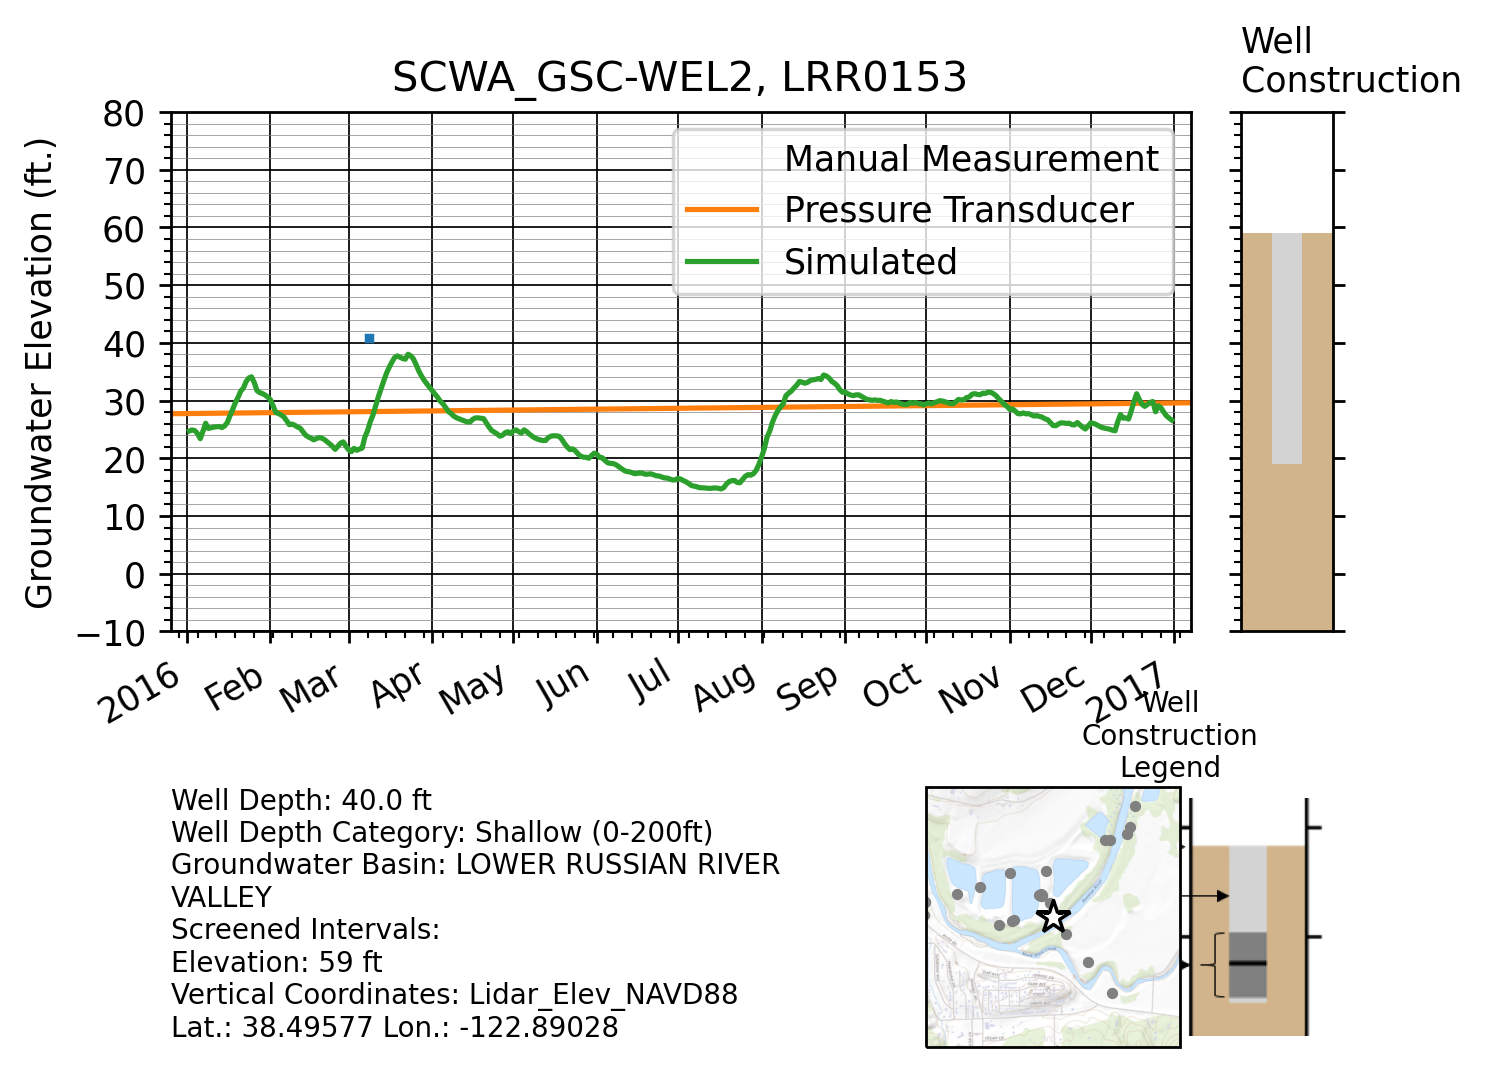 Well
Construction
SCWA_GSC-WEL2, LRR0153
Groundwater Elevation (ft.)
80
70
60
50
40
30
20
10
0
−10
Manual Measurement
Pressure Transducer
Simulated
2016
Feb
Mar
Apr
May
Jun
Jul
Aug
Sep
Oct
Nov
Dec
2017
Well
Construction
Legend
Well Depth: 40.0 ft
Well Depth Category: Shallow (0-200ft)
Groundwater Basin: LOWER RUSSIAN RIVER
VALLEY
Screened Intervals:
Elevation: 59 ft
Vertical Coordinates: Lidar_Elev_NAVD88
Lat.: 38.49577 Lon.: -122.89028